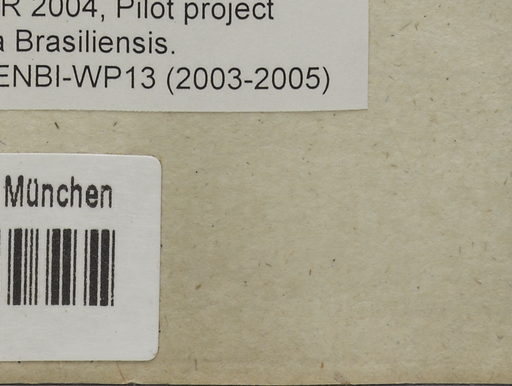 R 2004, Pilot project
a Brasiliensis.
ENBI-WP13 (2003-2005)
München